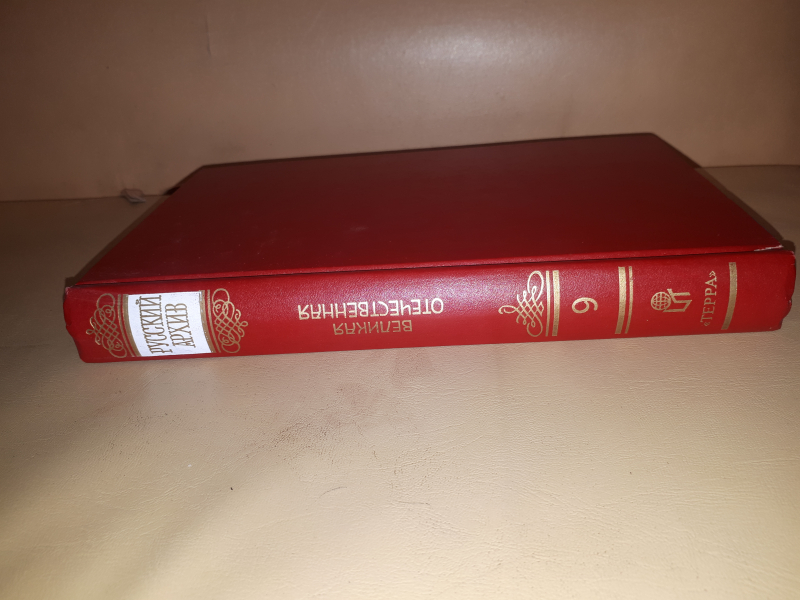 РУССКИЙ
АРХИВ
ВЕЛИКАЯ
ОТЕЧЕСТВЕННАЯ
9
«ТЕРРА»